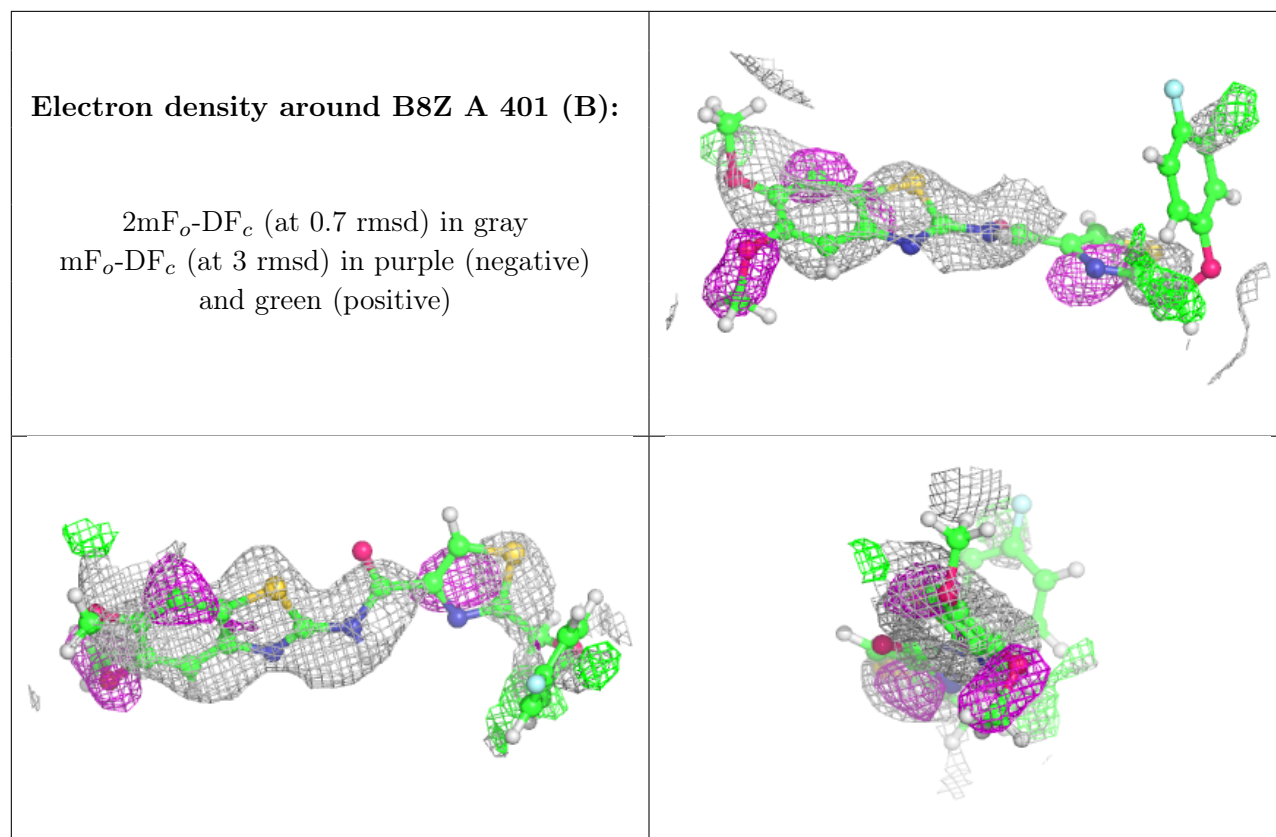 Electron density around B8Z A 401 (B):
2mFo-DFc (at 0.7 rmsd) in gray
mFo-DFc (at 3 rmsd) in purple (negative)
and green (positive)